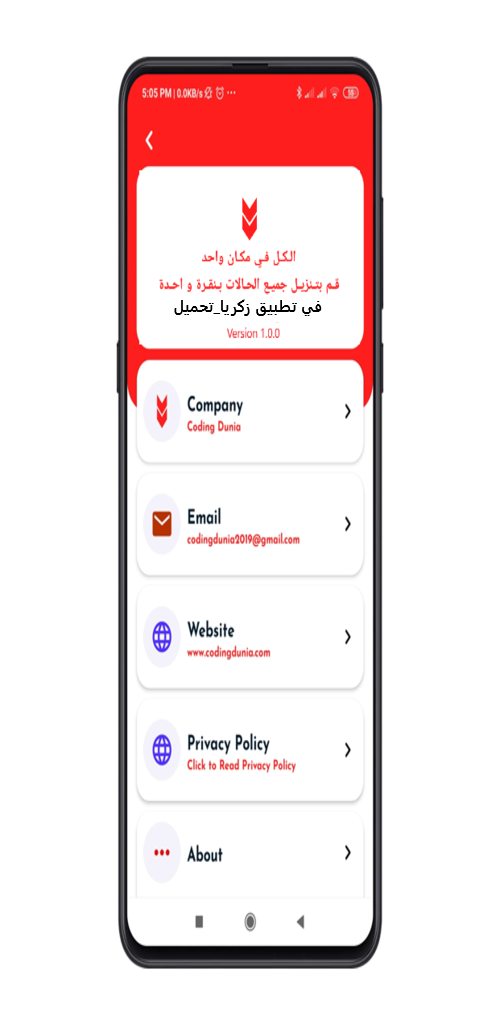 5:05 PM | 0.0KB/s ···
55
الكل في مكان واحد
قم بتنزيل جميع الحالات بنقرة و احدة
في تطبيق زكريا_تحميل
Version 1.0.0
Company
Coding Dunia
Email
codingdunia2019@gmail.com
Website
www.codingdunia.com
Privacy Policy
Click to Read Privacy Policy
About